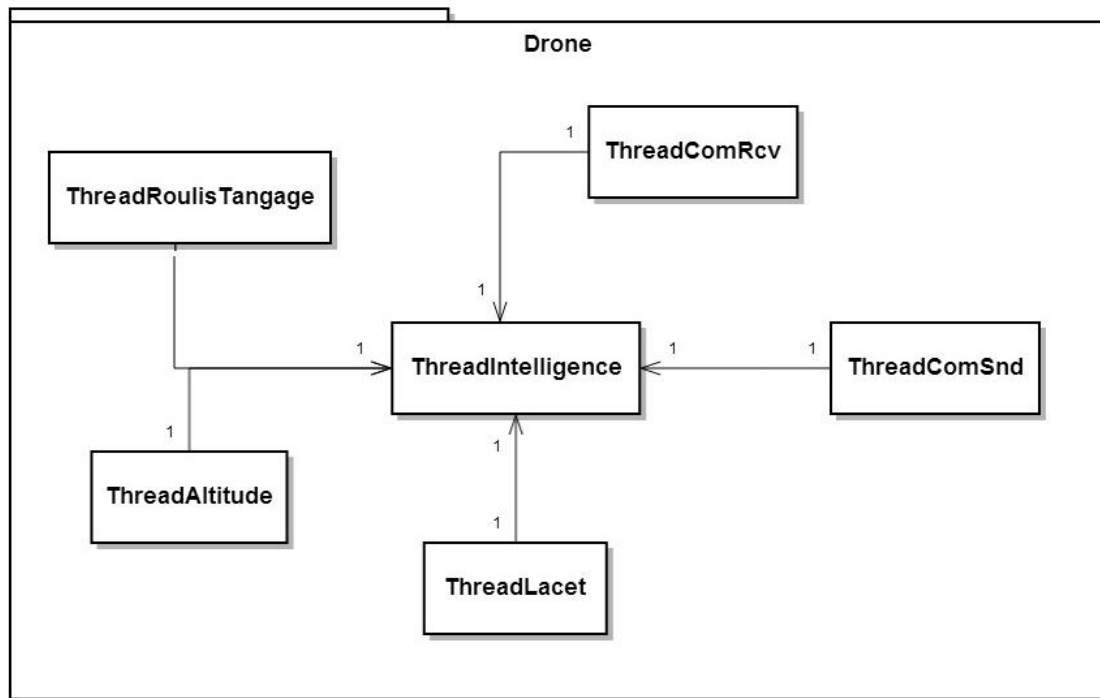 Drone
1
ThreadComRcv
ThreadRoulisTangage
1
1
1
1
ThreadIntelligence
ThreadComSnd
1
1
ThreadAltitude
1
ThreadLacet